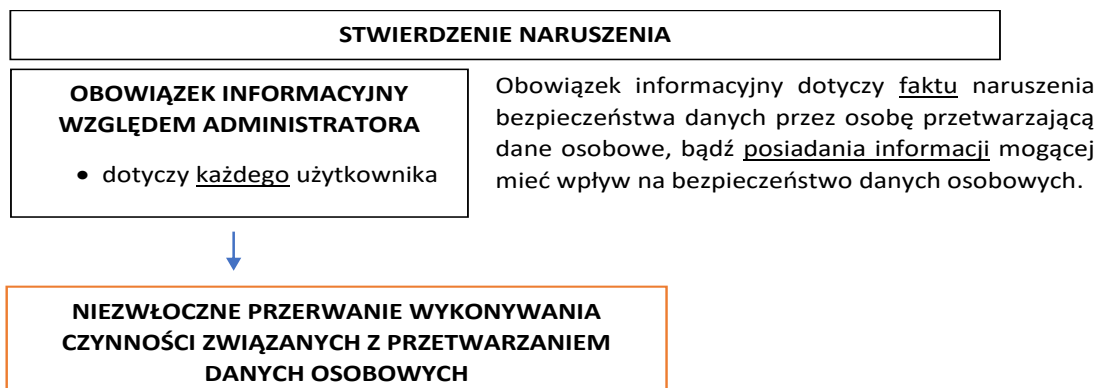 STWIERDZENIE NARUSZENIA
OBOWIĄZEK INFORMACYJNY
WZGLĘDEM ADMINISTRATORA
• dotyczy każdego użytkownika
Obowiązek informacyjny dotyczy faktu naruszenia
bezpieczeństwa danych przez osobę przetwarzającą
dane osobowe, bądź posiadania informacji mogącej
mieć wpływ na bezpieczeństwo danych osobowych.
NIEZWŁOCZNE PRZERWANIE WYKONYWANIA
CZYNNOŚCI ZWIĄZANYCH Z PRZETWARZANIEM
DANYCH OSOBOWYCH